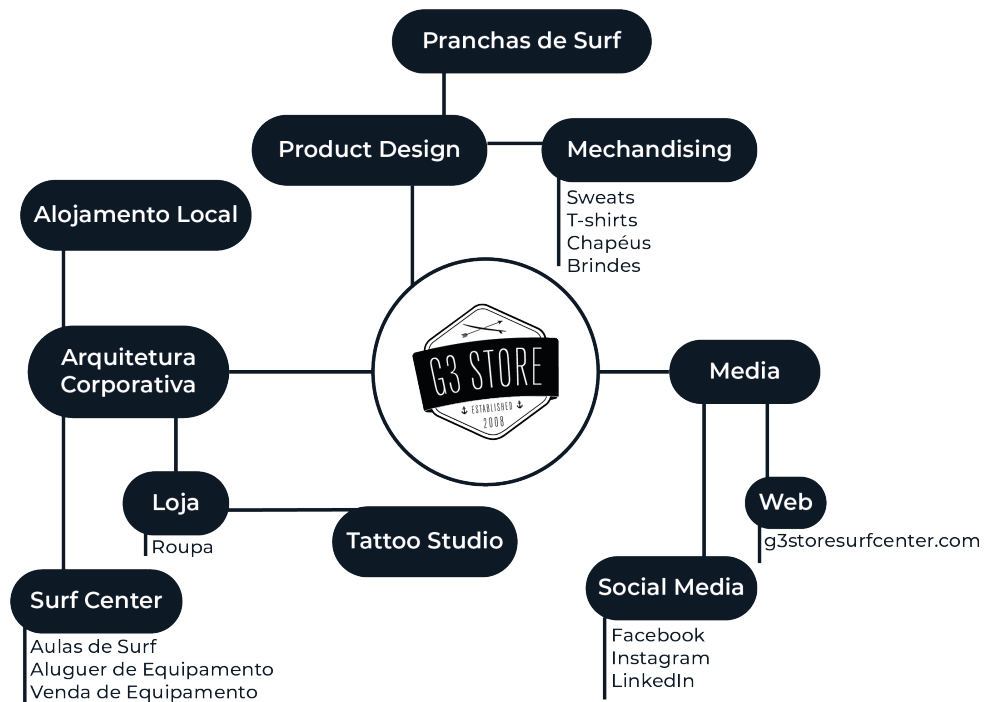 Pranchas de Surf
Product Design
Mechandising
Sweats
T-shirts
Chapéus
Brindes
Alojamento Local
G3 STORE
ESTABLISHED
2008
Arquitetura
Corporativa
Media
Loja
Roupa
Tattoo Studio
Web
g3storesurfcenter.com
Surf Center
Aulas de Surf
Aluguer de Equipamento
Venda de Equipamento
Social Media
Facebook
Instagram
LinkedIn